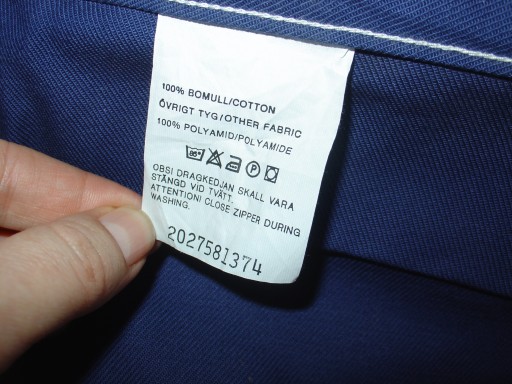 100% BOMULL/COTTON
ÖVRIGT TYG/OTHER FABRIC
100% POLYAMID/POLYAMIDE
85° P
OBS! DRAGKEDJAN SKALL VARA
STÄNGD VID TVÄTT.
ATTENTION! CLOSE ZIPPER DURING
WASHING.
2027581374